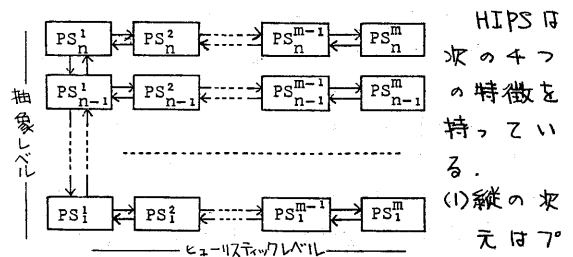 PS¹ₙ PS²ₙ PSᵐ⁻¹ₙ PSᵐₙ
PS¹ₙ₋₁ PS²ₙ₋₁ PSᵐ⁻¹ₙ₋₁ PSᵐₙ₋₁
抽象レベル
PS¹₁ PS²₁ PSᵐ⁻¹₁ PSᵐ₁
ヒューリスティックレベル
HIPSは
次の4つ
の特徴を
持ってい
る.
(1)縦の次
元はプ